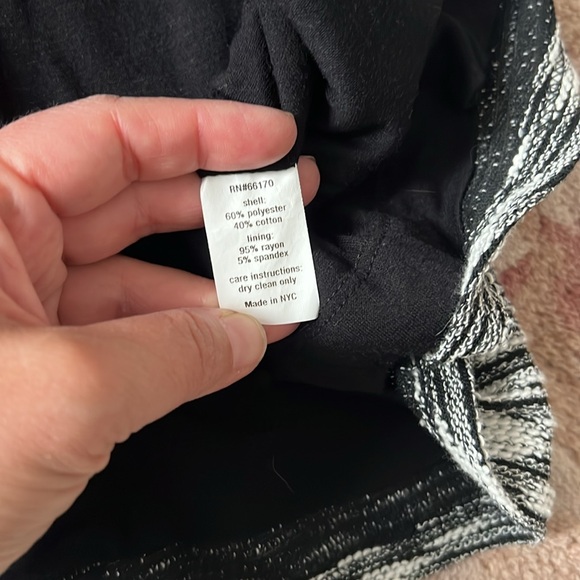 RN#66170
shell:
60% polyester
40% cotton
lining:
95% rayon
5% spandex
care instructions:
dry clean only
Made in NYC